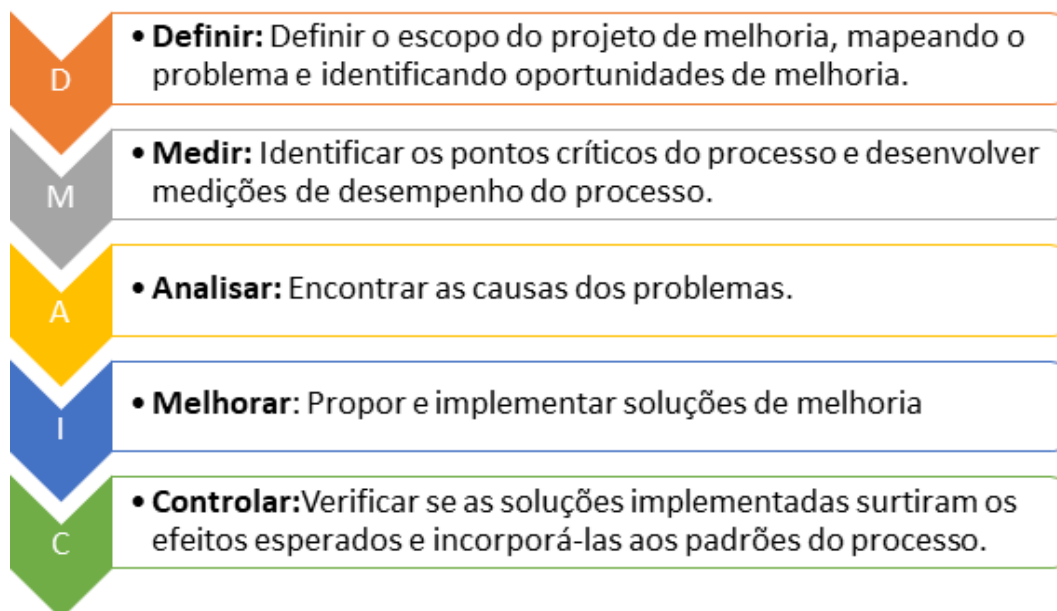 D
• Definir: Definir o escopo do projeto de melhoria, mapeando o
problema e identificando oportunidades de melhoria.
M
• Medir: Identificar os pontos críticos do processo e desenvolver
medições de desempenho do processo.
A
• Analisar: Encontrar as causas dos problemas.
I
• Melhorar: Propor e implementar soluções de melhoria
C
• Controlar:Verificar se as soluções implementadas surtiram os
efeitos esperados e incorporá-las aos padrões do processo.